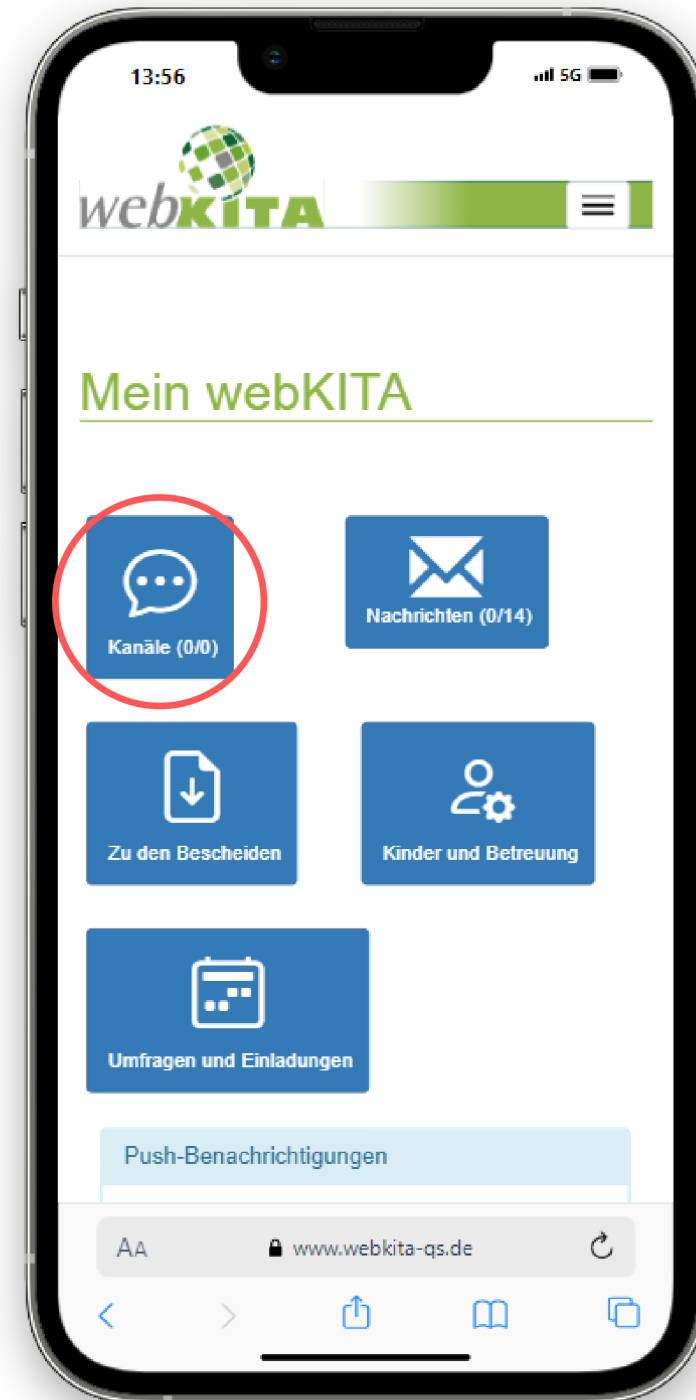 13:56
5G
webKITA
Mein webKITA
Kanäle (0/0)
Nachrichten (0/14)
Zu den Bescheiden
Kinder und Betreuung
Umfragen und Einladungen
Push-Benachrichtigungen
AA
www.webkita-qs.de